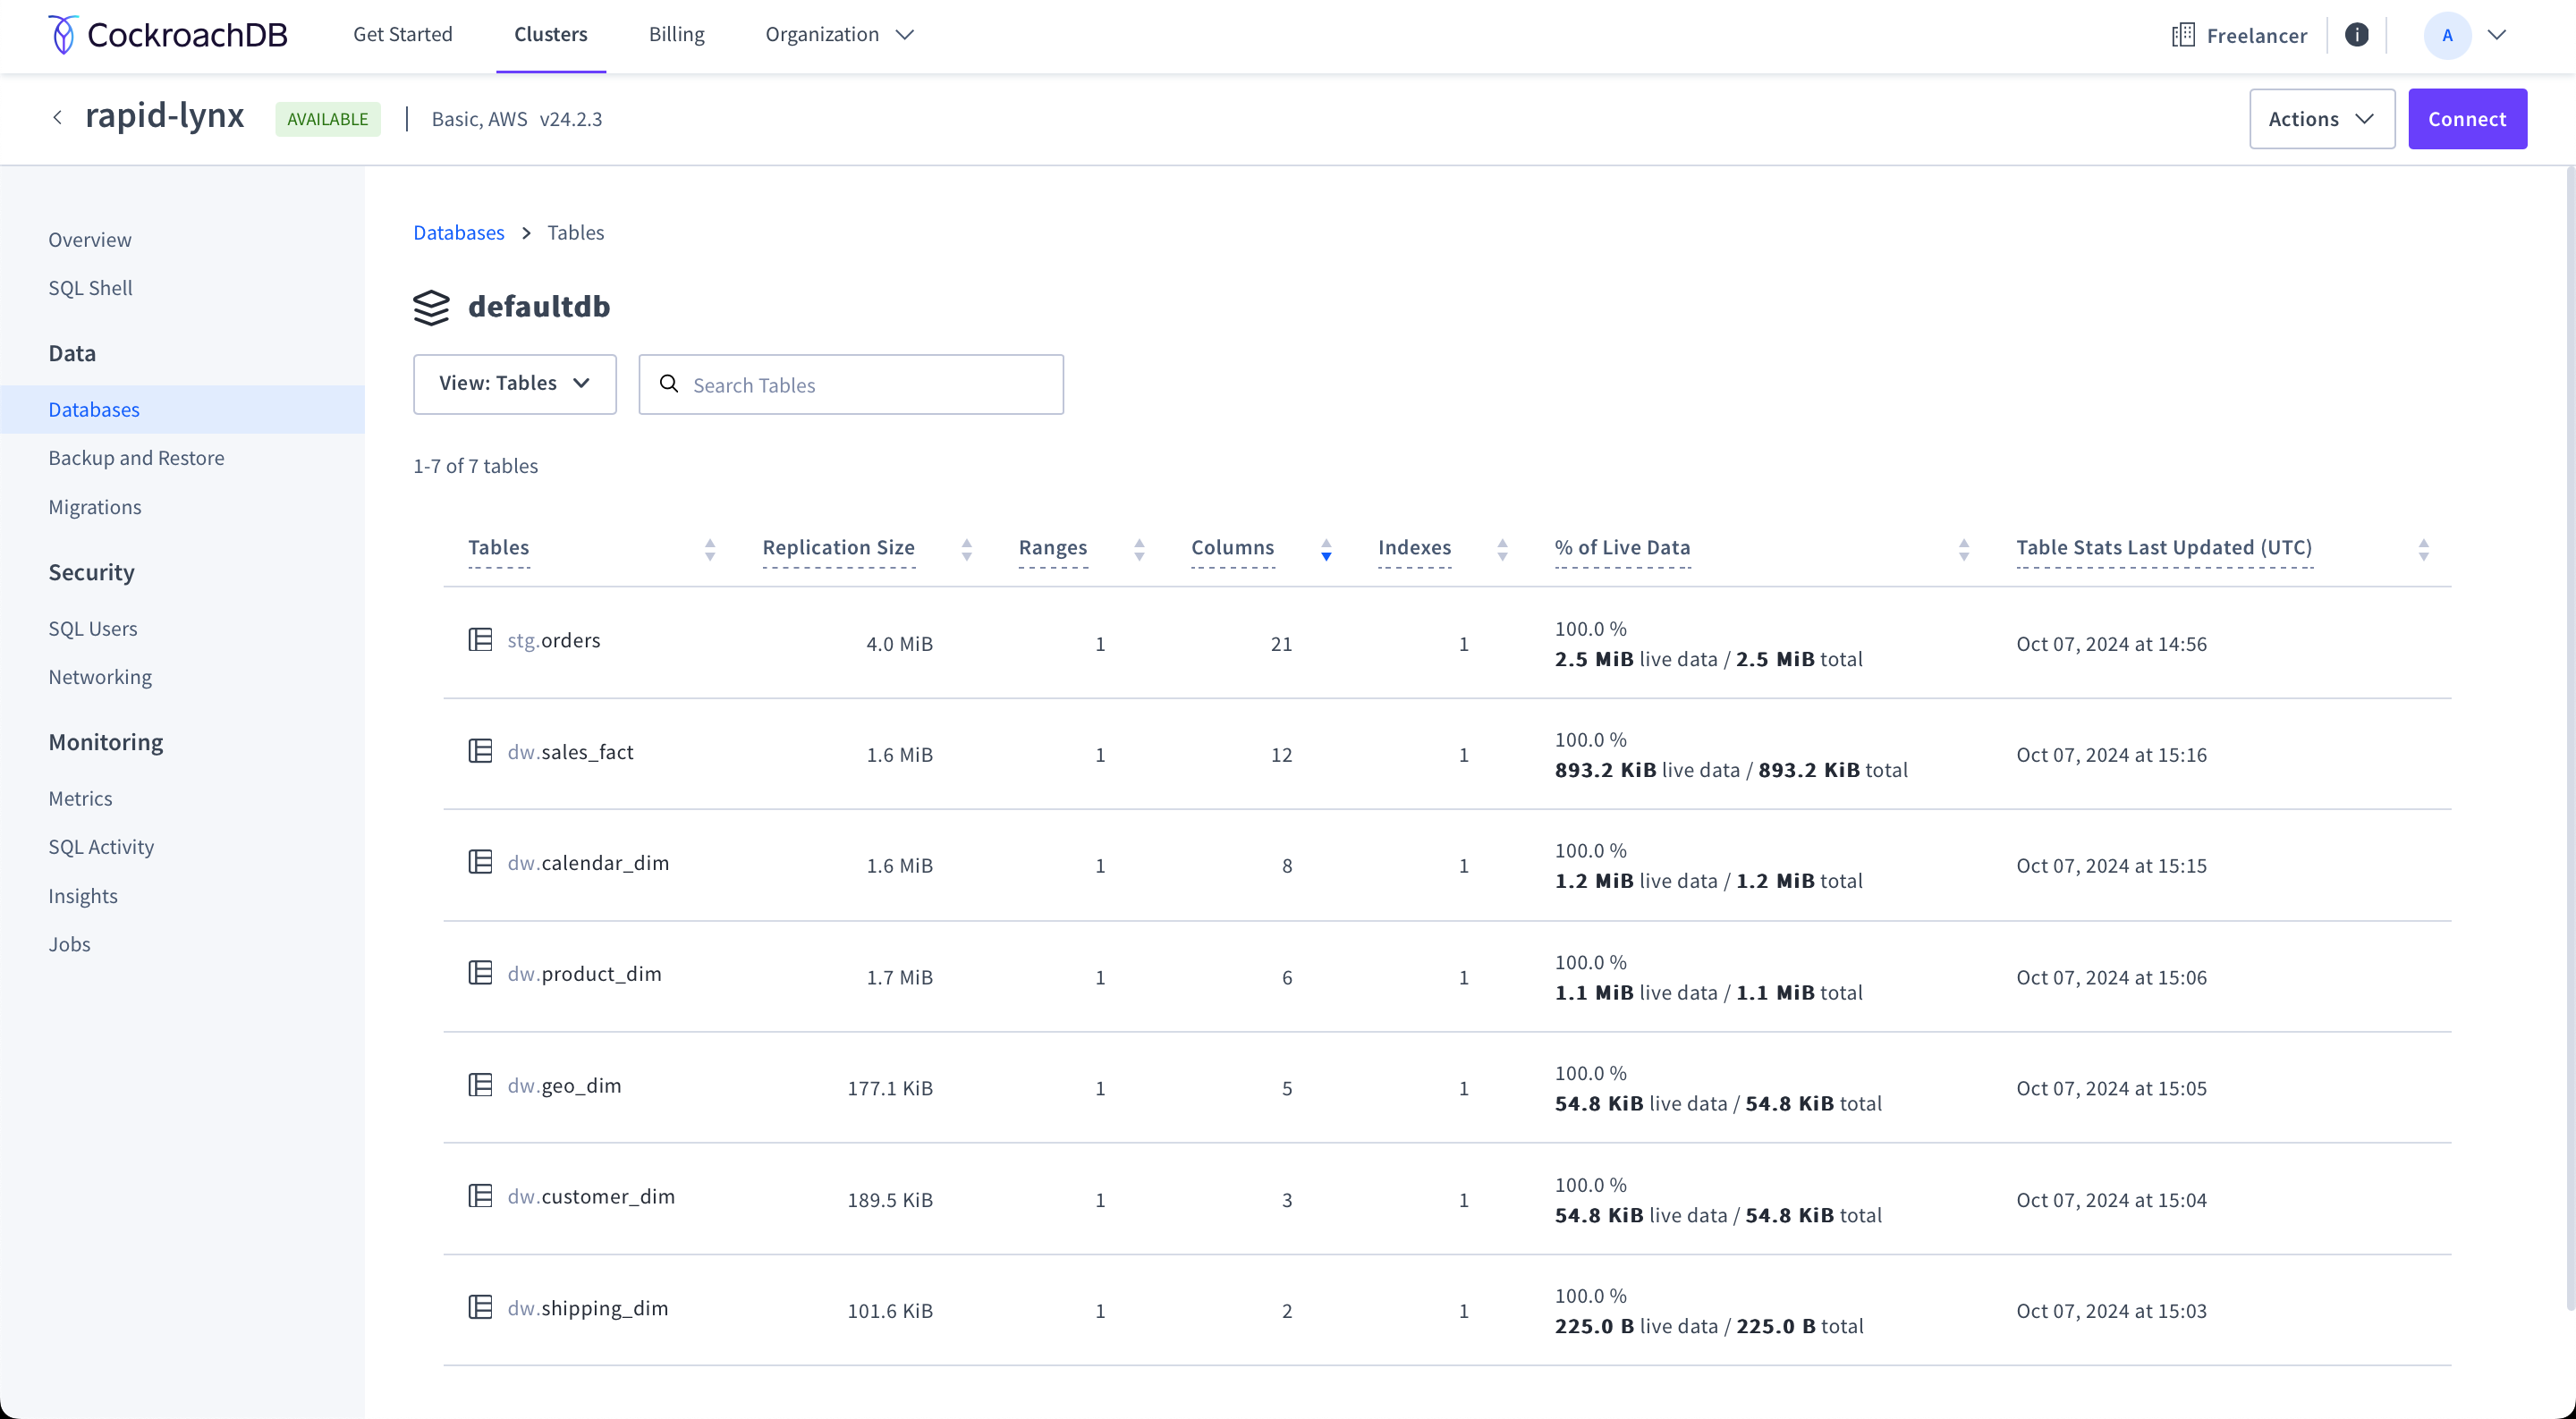 CockroachDB Get Started Clusters Billing Organization Freelancer A
rapid-lynx AVAILABLE | Basic, AWS v24.2.3 Actions Connect
Overview
SQL Shell
Data
Databases
Backup and Restore
Migrations
Security
SQL Users
Networking
Monitoring
Metrics
SQL Activity
Insights
Jobs
Databases > Tables
defaultdb
View: Tables Search Tables
1-7 of 7 tables
Tables Replication Size Ranges Columns Indexes % of Live Data Table Stats Last Updated (UTC)
stg.orders 4.0 MiB 1 21 1 100.0 % Oct 07, 2024 at 14:56
2.5 MiB live data / 2.5 MiB total
dw.sales_fact 1.6 MiB 1 12 1 100.0 % Oct 07, 2024 at 15:16
893.2 KiB live data / 893.2 KiB total
dw.calendar_dim 1.6 MiB 1 8 1 100.0 % Oct 07, 2024 at 15:15
1.2 MiB live data / 1.2 MiB total
dw.product_dim 1.7 MiB 1 6 1 100.0 % Oct 07, 2024 at 15:06
1.1 MiB live data / 1.1 MiB total
dw.geo_dim 177.1 KiB 1 5 1 100.0 % Oct 07, 2024 at 15:05
54.8 KiB live data / 54.8 KiB total
dw.customer_dim 189.5 KiB 1 3 1 100.0 % Oct 07, 2024 at 15:04
54.8 KiB live data / 54.8 KiB total
dw.shipping_dim 101.6 KiB 1 2 1 100.0 % Oct 07, 2024 at 15:03
225.0 B live data / 225.0 B total